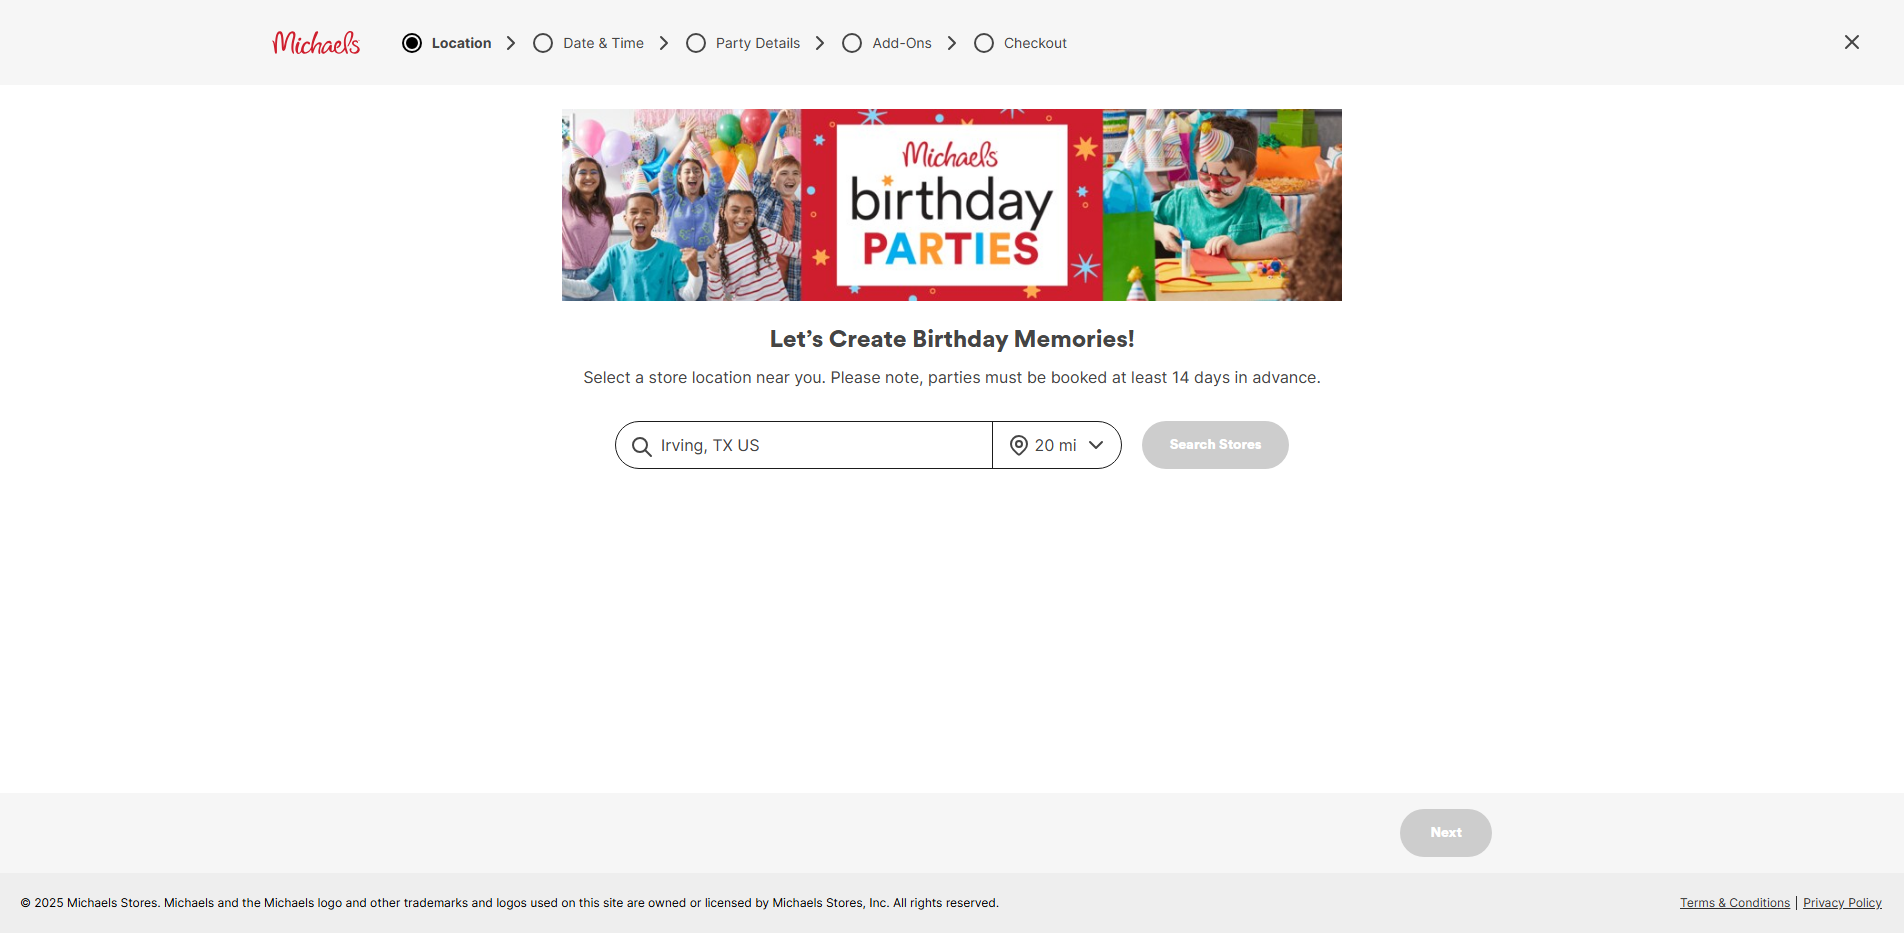 Michaels
Location
Date & Time
Party Details
Add-Ons
Checkout
Michaels
birthday
PARTIES
Let's Create Birthday Memories!
Select a store location near you. Please note, parties must be booked at least 14 days in advance.
Irving, TX US
20 mi
Search Stores
Next
© 2025 Michaels Stores. Michaels and the Michaels logo and other trademarks and logos used on this site are owned or licensed by Michaels Stores, Inc. All rights reserved.
Terms & Conditions | Privacy Policy